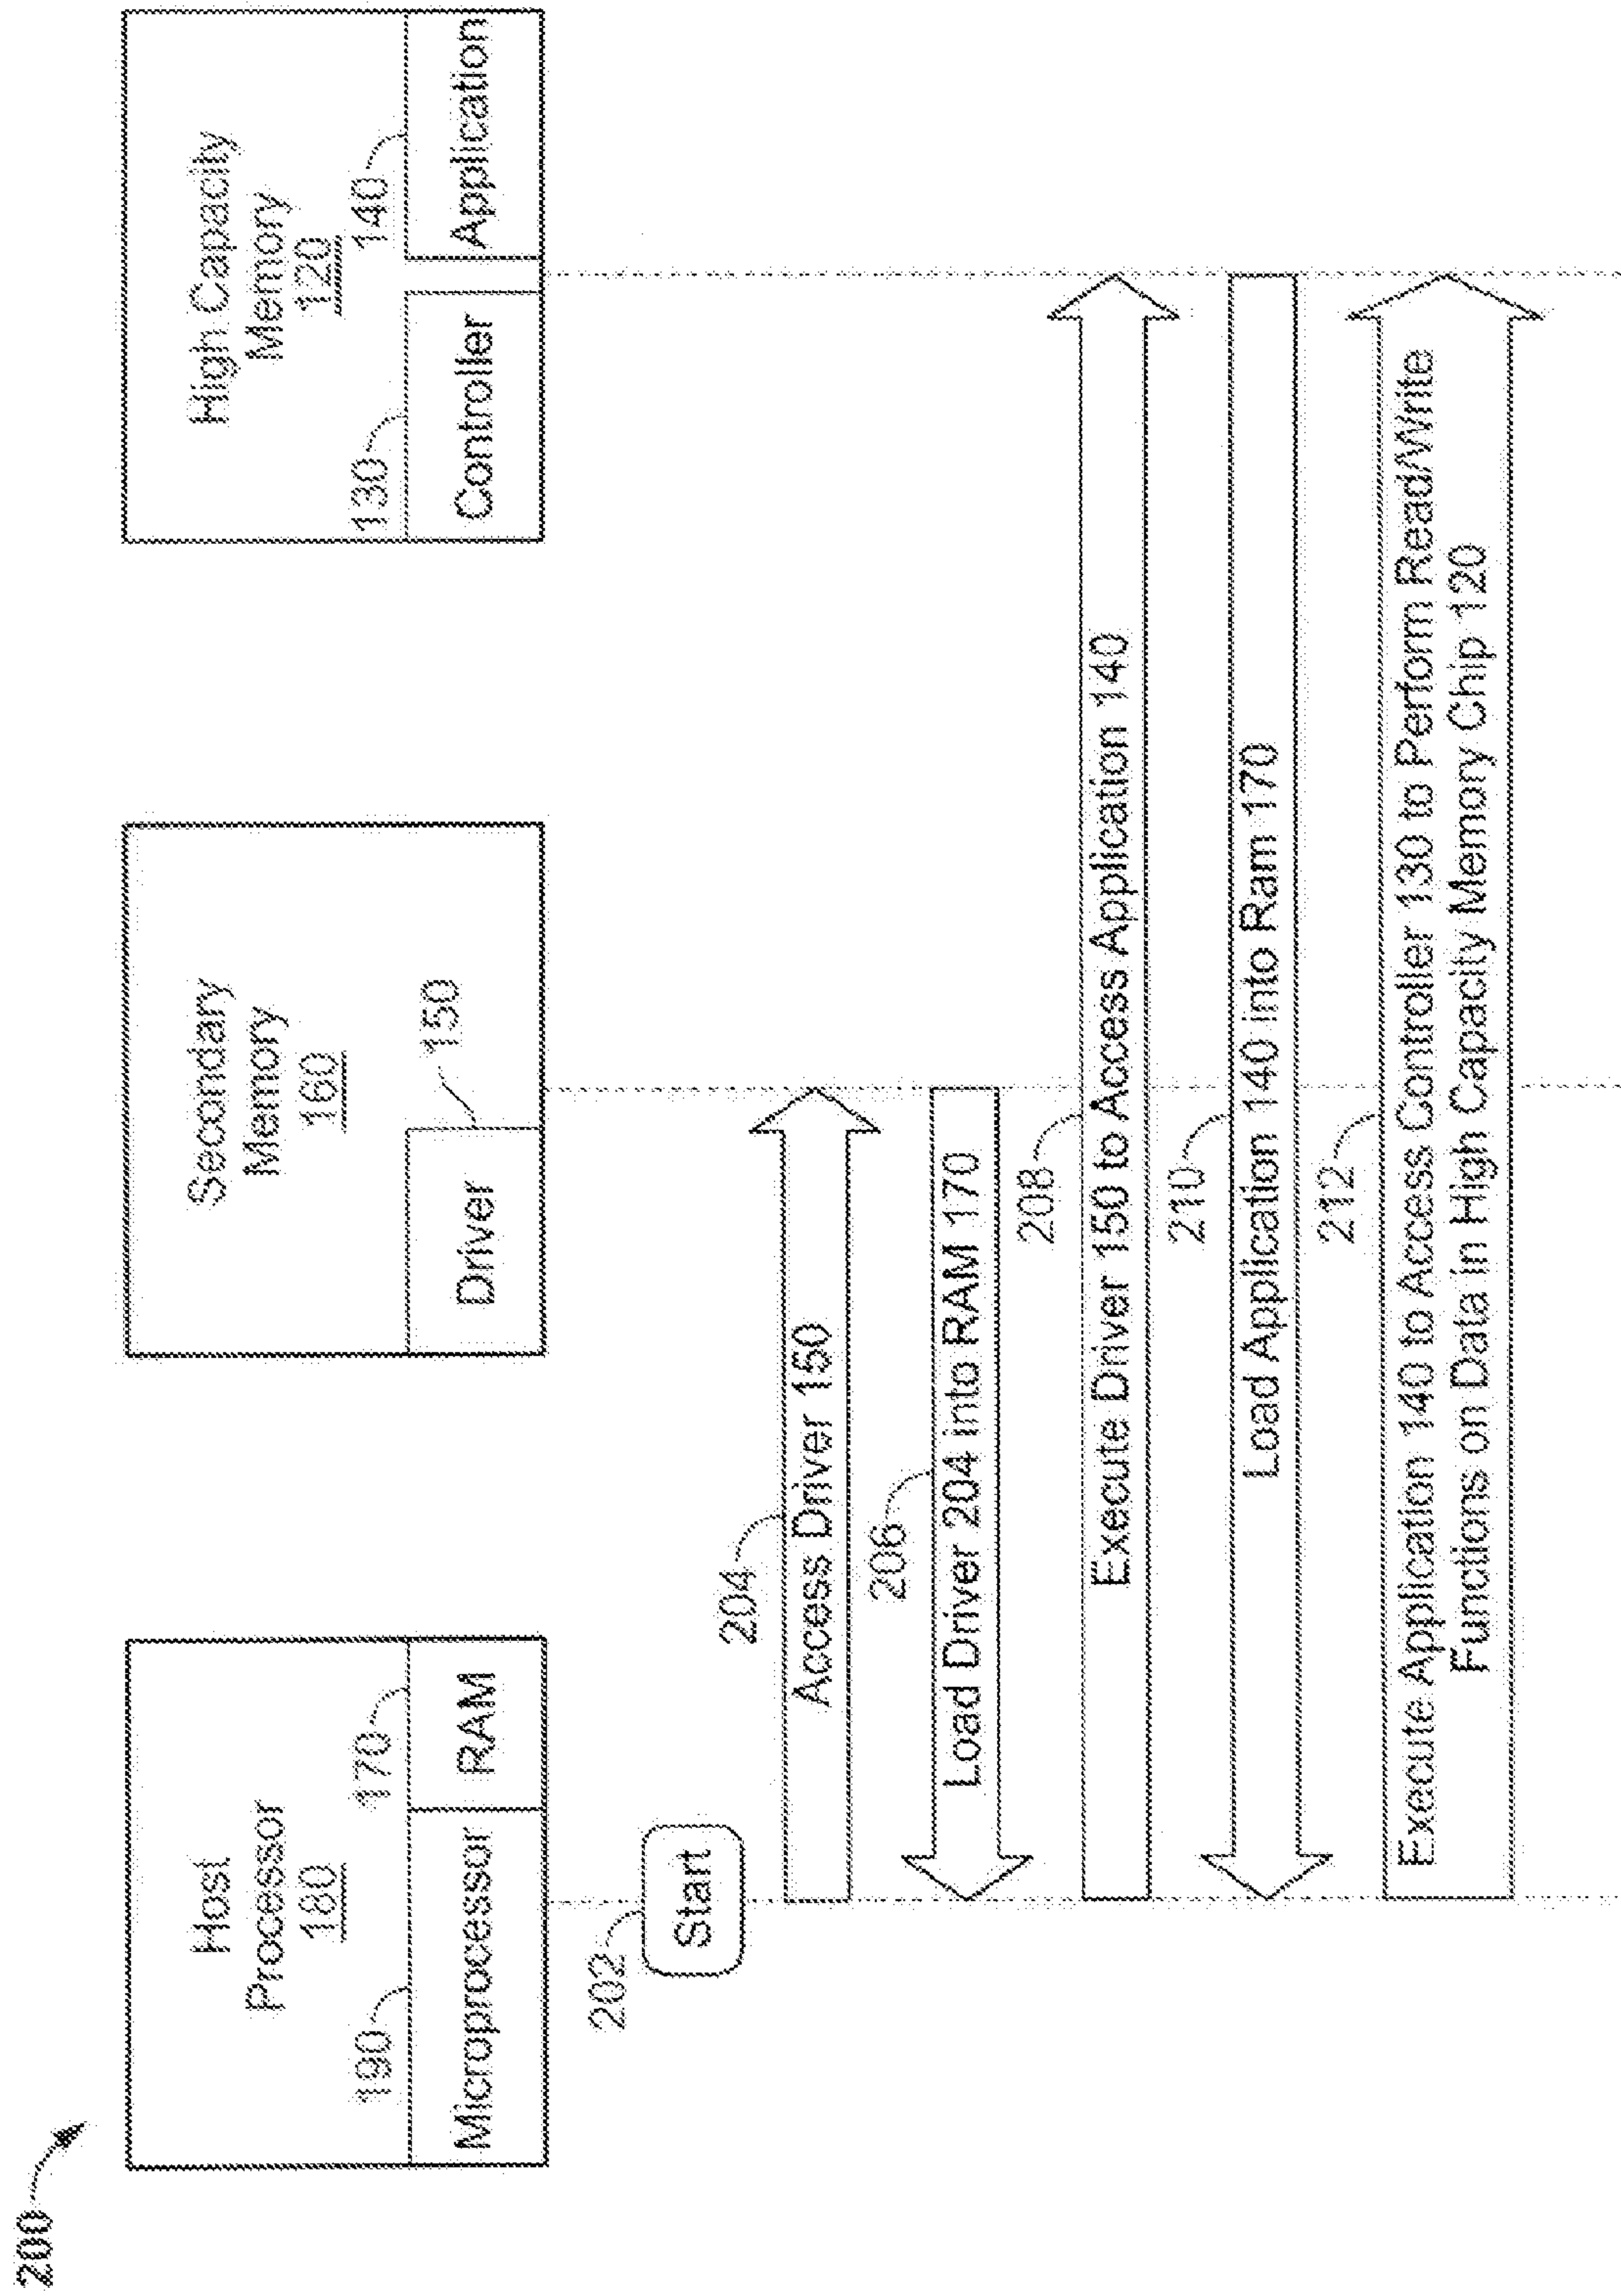 200
Host
Processor
180
190
170
Microprocessor
RAM
Secondary
Memory
160
150
Driver
High Capacity
Memory
120
130
140
Controller
Application
202
Start
204
Access Driver 150
206
Load Driver 204 into RAM 170
208
Execute Driver 150 to Access Application 140
210
Load Application 140 into Ram 170
212
Execute Application 140 to Access Controller 130 to Perform Read/Write
Functions on Data in High Capacity Memory Chip 120